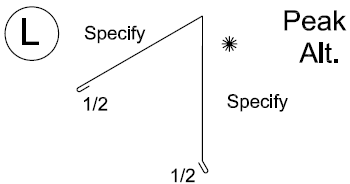 L
Specify
Peak
Alt.
1/2
Specify
1/2